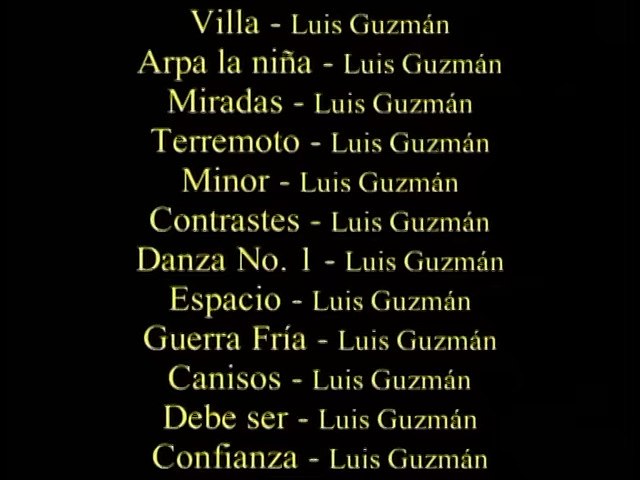 Villa - Luis Guzmán
Arpa la niña - Luis Guzmán
Miradas - Luis Guzmán
Terremoto - Luis Guzmán
Minor - Luis Guzmán
Contrastes - Luis Guzmán
Danza No. 1 - Luis Guzmán
Espacio - Luis Guzmán
Guerra Fría - Luis Guzmán
Canisos - Luis Guzmán
Debe ser - Luis Guzmán
Confianza - Luis Guzmán